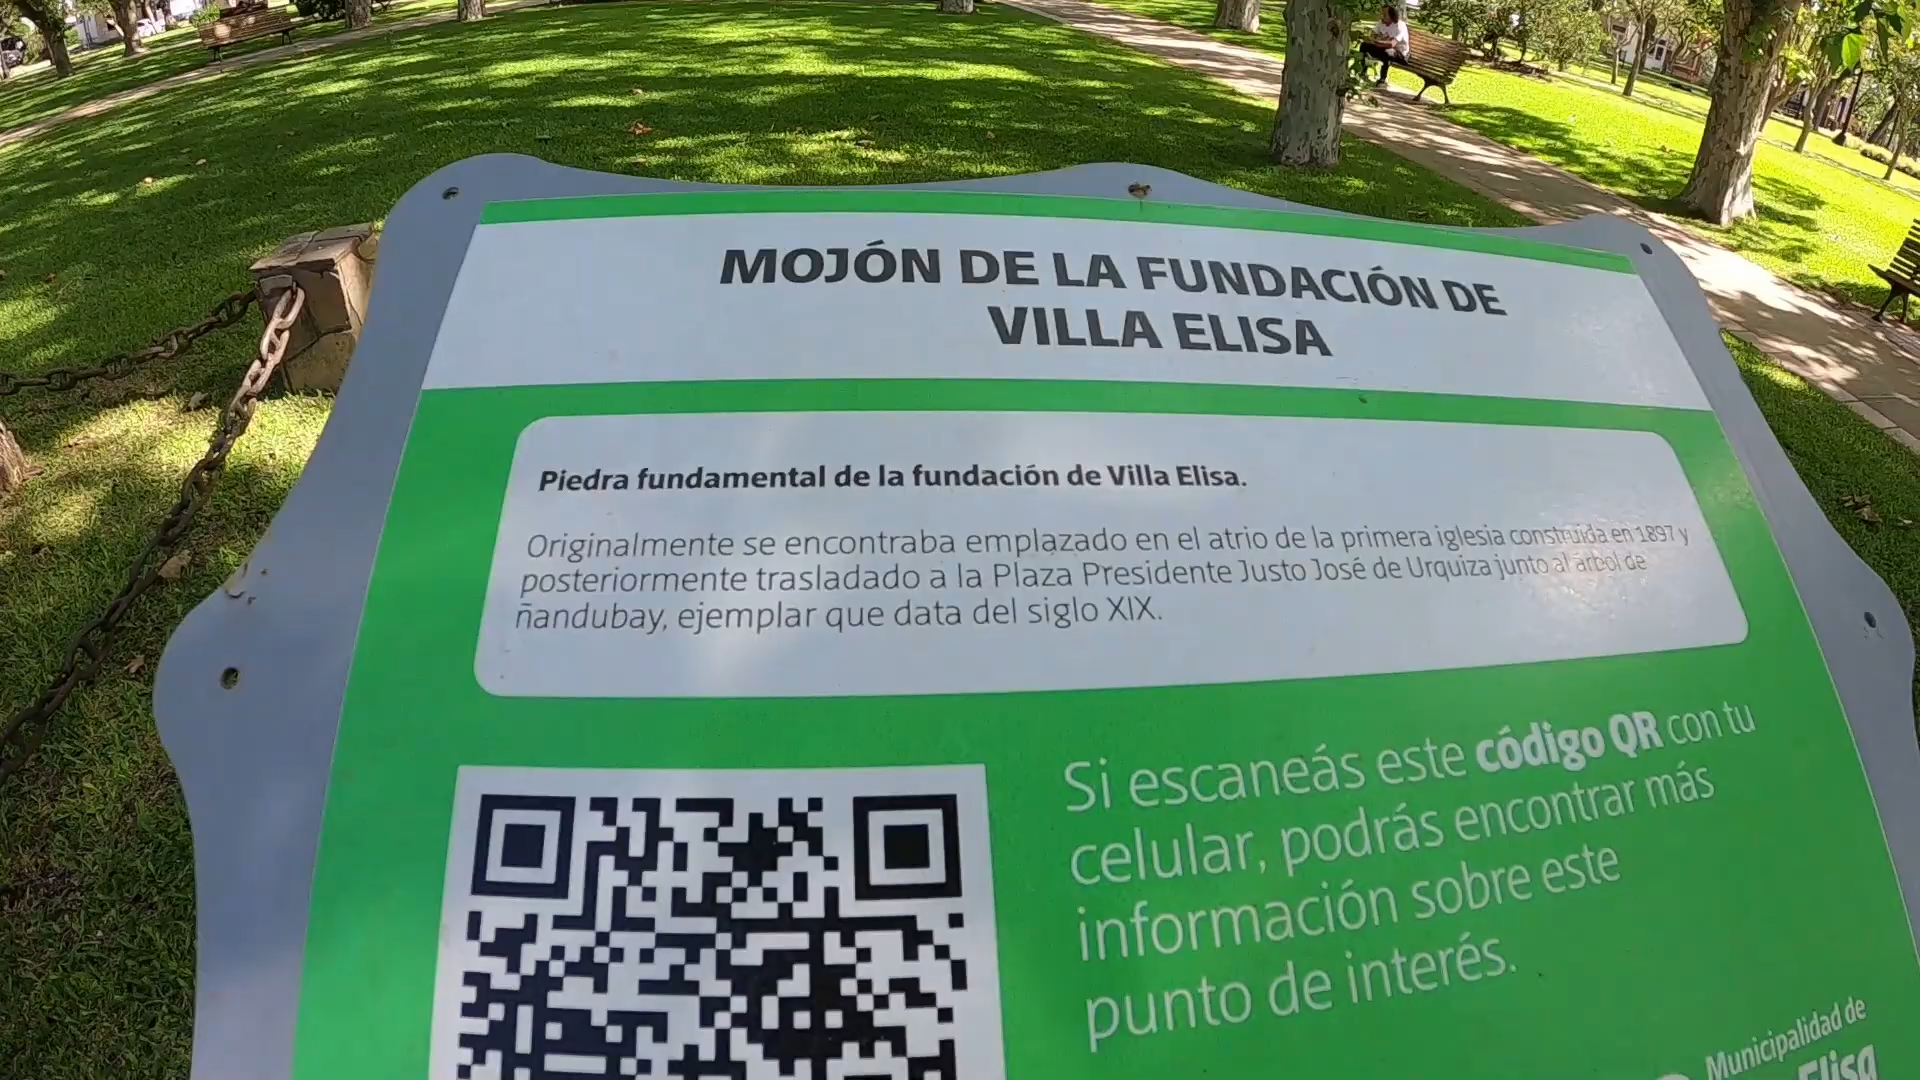 MOJÓN DE LA FUNDACIÓN DE
VILLA ELISA
Piedra fundamental de la fundación de Villa Elisa.
Originalmente se encontraba emplazado en el atrio de la primera iglesia construida en 1897 y
posteriormente trasladado a la Plaza Presidente Justo José de Urquiza junto al árbol de
ñandubay, ejemplar que data del siglo XIX.
Si escaneás este código QR con tu
celular, podrás encontrar más
información sobre este
punto de interés.
Municipalidad de
Elisa